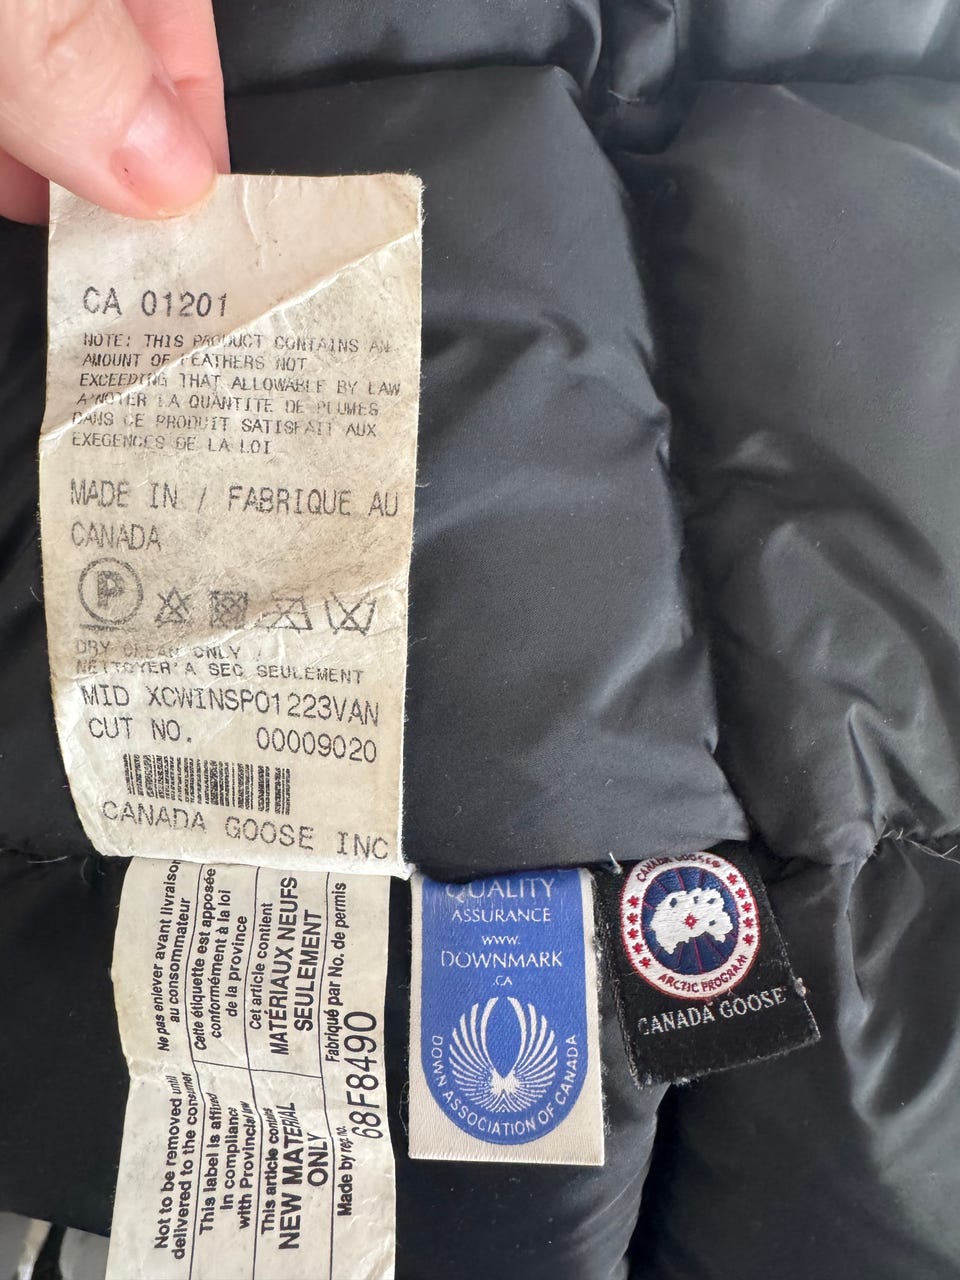 CA 01201
NOTE: THIS PRODUCT CONTAINS AN
AMOUNT OF FEATHERS NOT
EXCEEDING THAT ALLOWABLE BY LAW
A NOTER LA QUANTITE DE PLUMES
DANS CE PRODUIT SATISFAIT AUX
EXEGENCES DE LA LOI
MADE IN / FABRIQUE AU
CANADA
P
DRY CLEAN ONLY /
NETTOYER A SEC SEULEMENT
MID XCWINSP01223VAN
CUT NO. 00009020
CANADA GOOSE INC
Ne pas enlever avant livraison
au consommateur
Cette étiquette est apposée
conformément à la loi
de la province
Cet article contient
MATÉRIAUX NEUFS
SEULEMENT
Fabriqué par No. de permis
Not to be removed until
delivered to the consumer
This label is affixed
in compliance
with Provincial law
This article contains
NEW MATERIAL
ONLY
Made by reg. no.
68F8490
QUALITY
ASSURANCE
www.
DOWNMARK
.CA
DOWN ASSOCIATION OF CANADA
CANADA GOOSE
ARCTIC PROGRAM
CANADA GOOSE